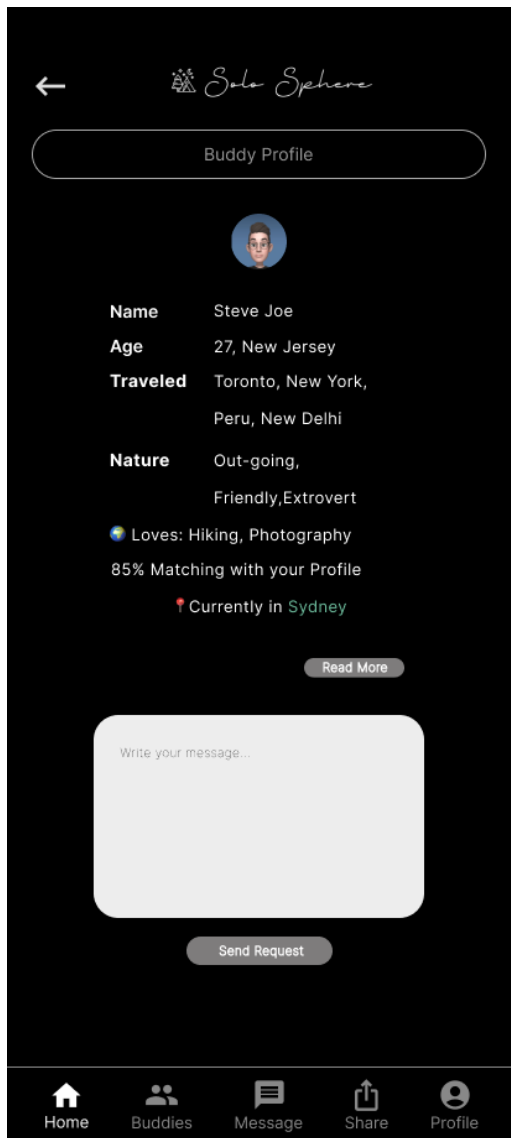 Solo Sphere
Buddy Profile
Name Steve Joe
Age 27, New Jersey
Traveled Toronto, New York,
Peru, New Delhi
Nature Out-going,
Friendly,Extrovert
🌍 Loves: Hiking, Photography
85% Matching with your Profile
📍Currently in Sydney
Read More
Write your message...
Send Request
Home Buddies Message Share Profile